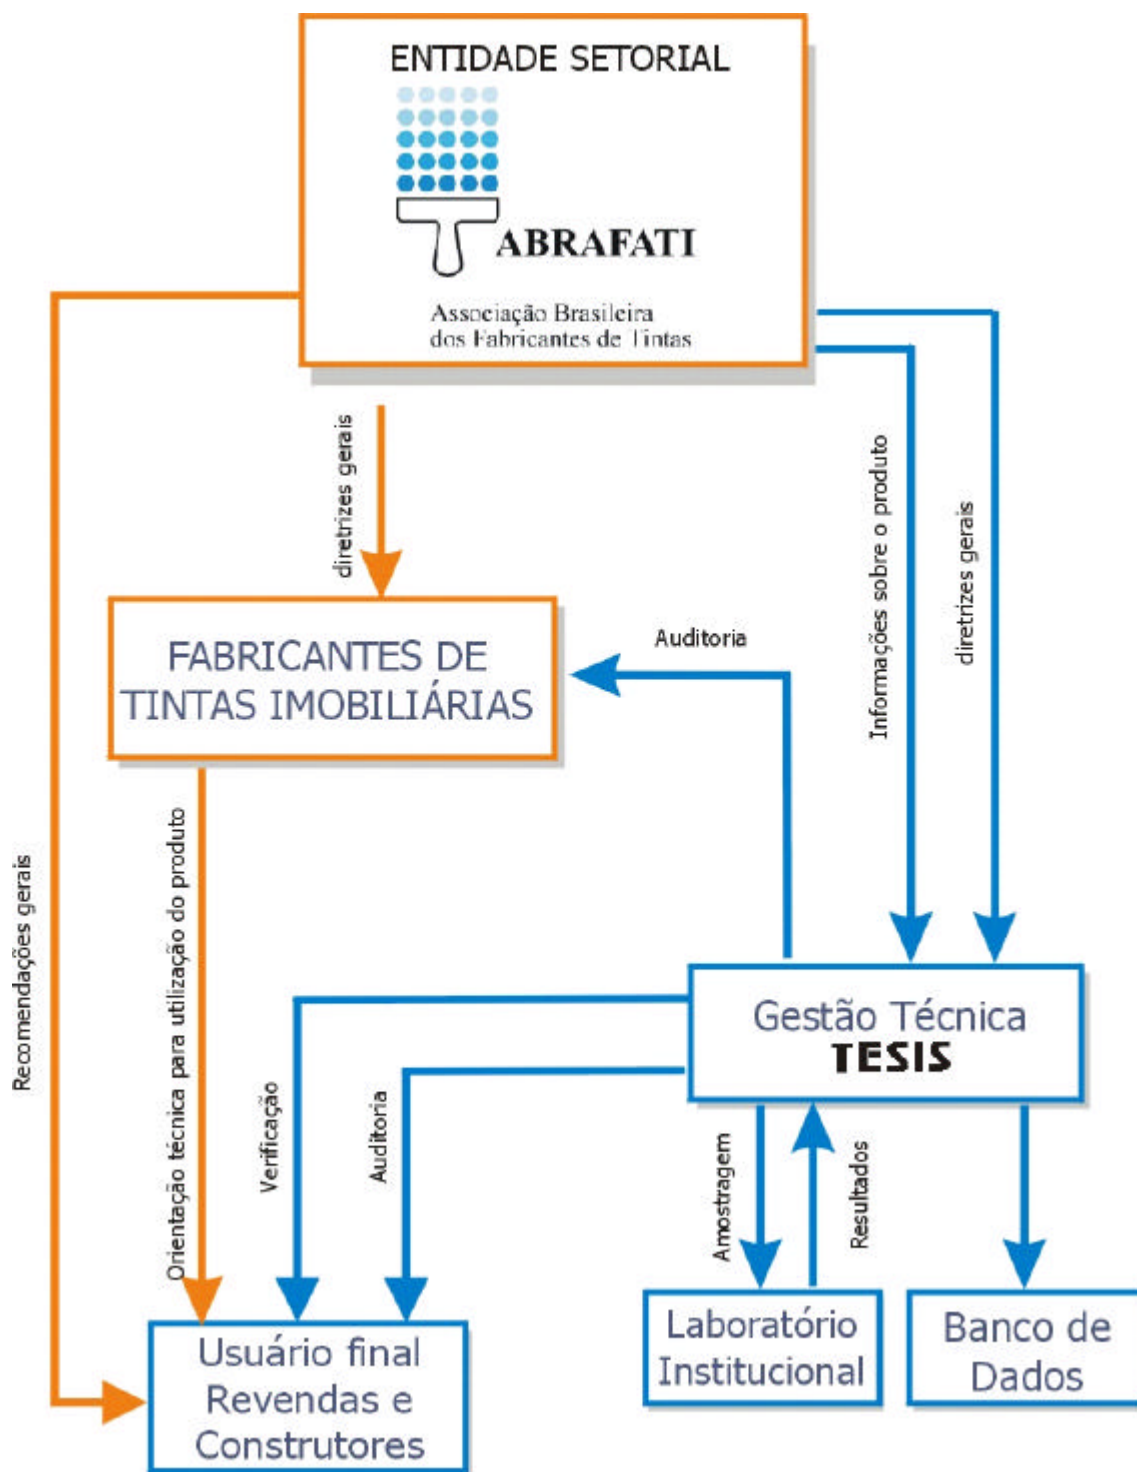 ENTIDADE SETORIAL
ABRAFATI
Associação Brasileira
dos Fabricantes de Tintas
diretrizes gerais
Informações sobre o produto
diretrizes gerais
FABRICANTES DE
TINTAS IMOBILIÁRIAS
Auditoria
Recomendações gerais
Orientação técnica para utilização do produto
Gestão Técnica
TESIS
Verificação
Auditoria
Amostragem
Resultados
Usuário final
Revendas e
Construtores
Laboratório
Institucional
Banco de
Dados